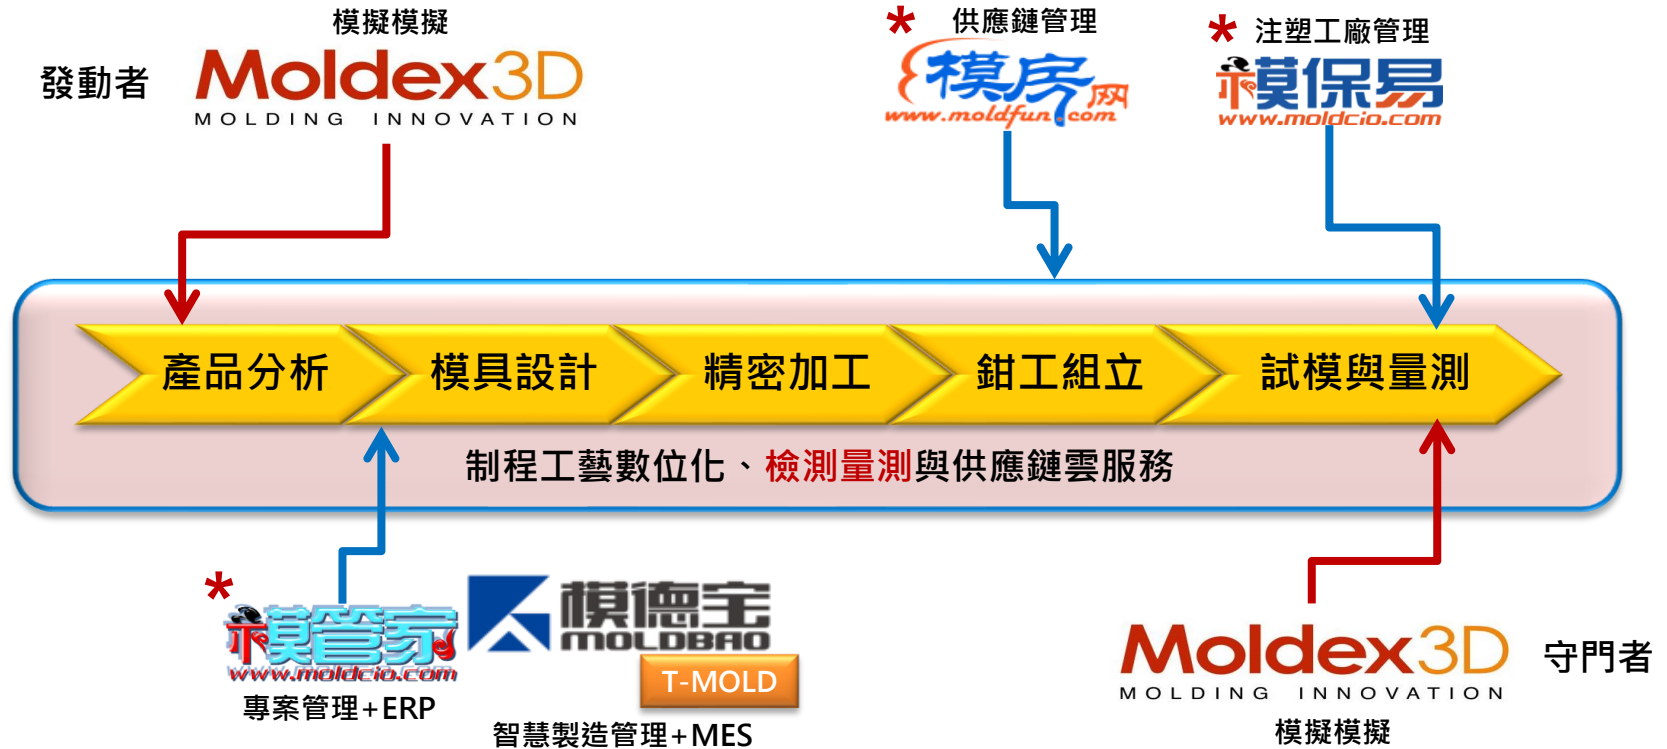 模擬模擬
發動者
Moldex3D
MOLDING INNOVATION
* 供應鏈管理
模房网
www.moldfun.com
* 注塑工廠管理
模保易
www.moldcio.com
產品分析
模具設計
精密加工
鉗工組立
試模與量測
制程工藝數位化、檢測量測與供應鏈雲服務
*
模管家
www.moldcio.com
專案管理+ERP
模德宝
MOLDBAO
T-MOLD
智慧製造管理+MES
Moldex3D
MOLDING INNOVATION
守門者
模擬模擬